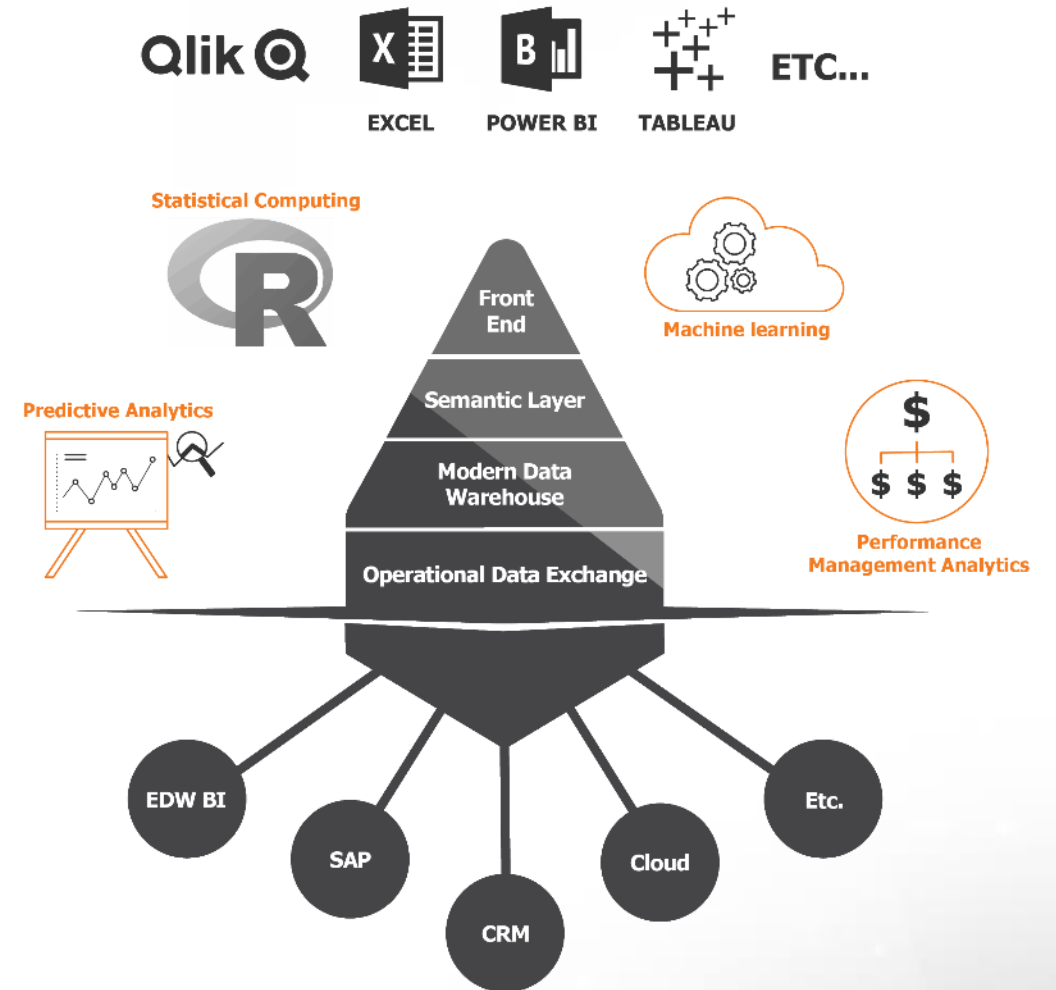 Qlik
X
B
ETC...
EXCEL
POWER BI
TABLEAU
Statistical Computing
R
Machine learning
Front
End
Semantic Layer
Predictive Analytics
$
$ $ $
Modern Data
Warehouse
Performance
Management Analytics
Operational Data Exchange
EDW BI
SAP
CRM
Cloud
Etc.